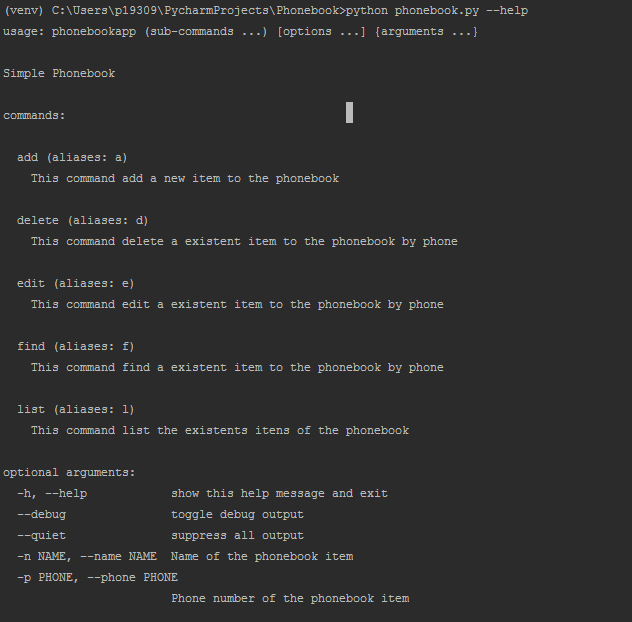 (venv) C:\Users\p19309\PycharmProjects\Phonebook>python phonebook.py --help
usage: phonebookapp (sub-commands ...) [options ...] {arguments ...}
Simple Phonebook
commands:
add (aliases: a)
This command add a new item to the phonebook
delete (aliases: d)
This command delete a existent item to the phonebook by phone
edit (aliases: e)
This command edit a existent item to the phonebook by phone
find (aliases: f)
This command find a existent item to the phonebook by phone
list (aliases: l)
This command list the existents itens of the phonebook
optional arguments:
-h, --help            show this help message and exit
--debug               toggle debug output
--quiet               suppress all output
-n NAME, --name NAME  Name of the phonebook item
-p PHONE, --phone PHONE
Phone number of the phonebook item